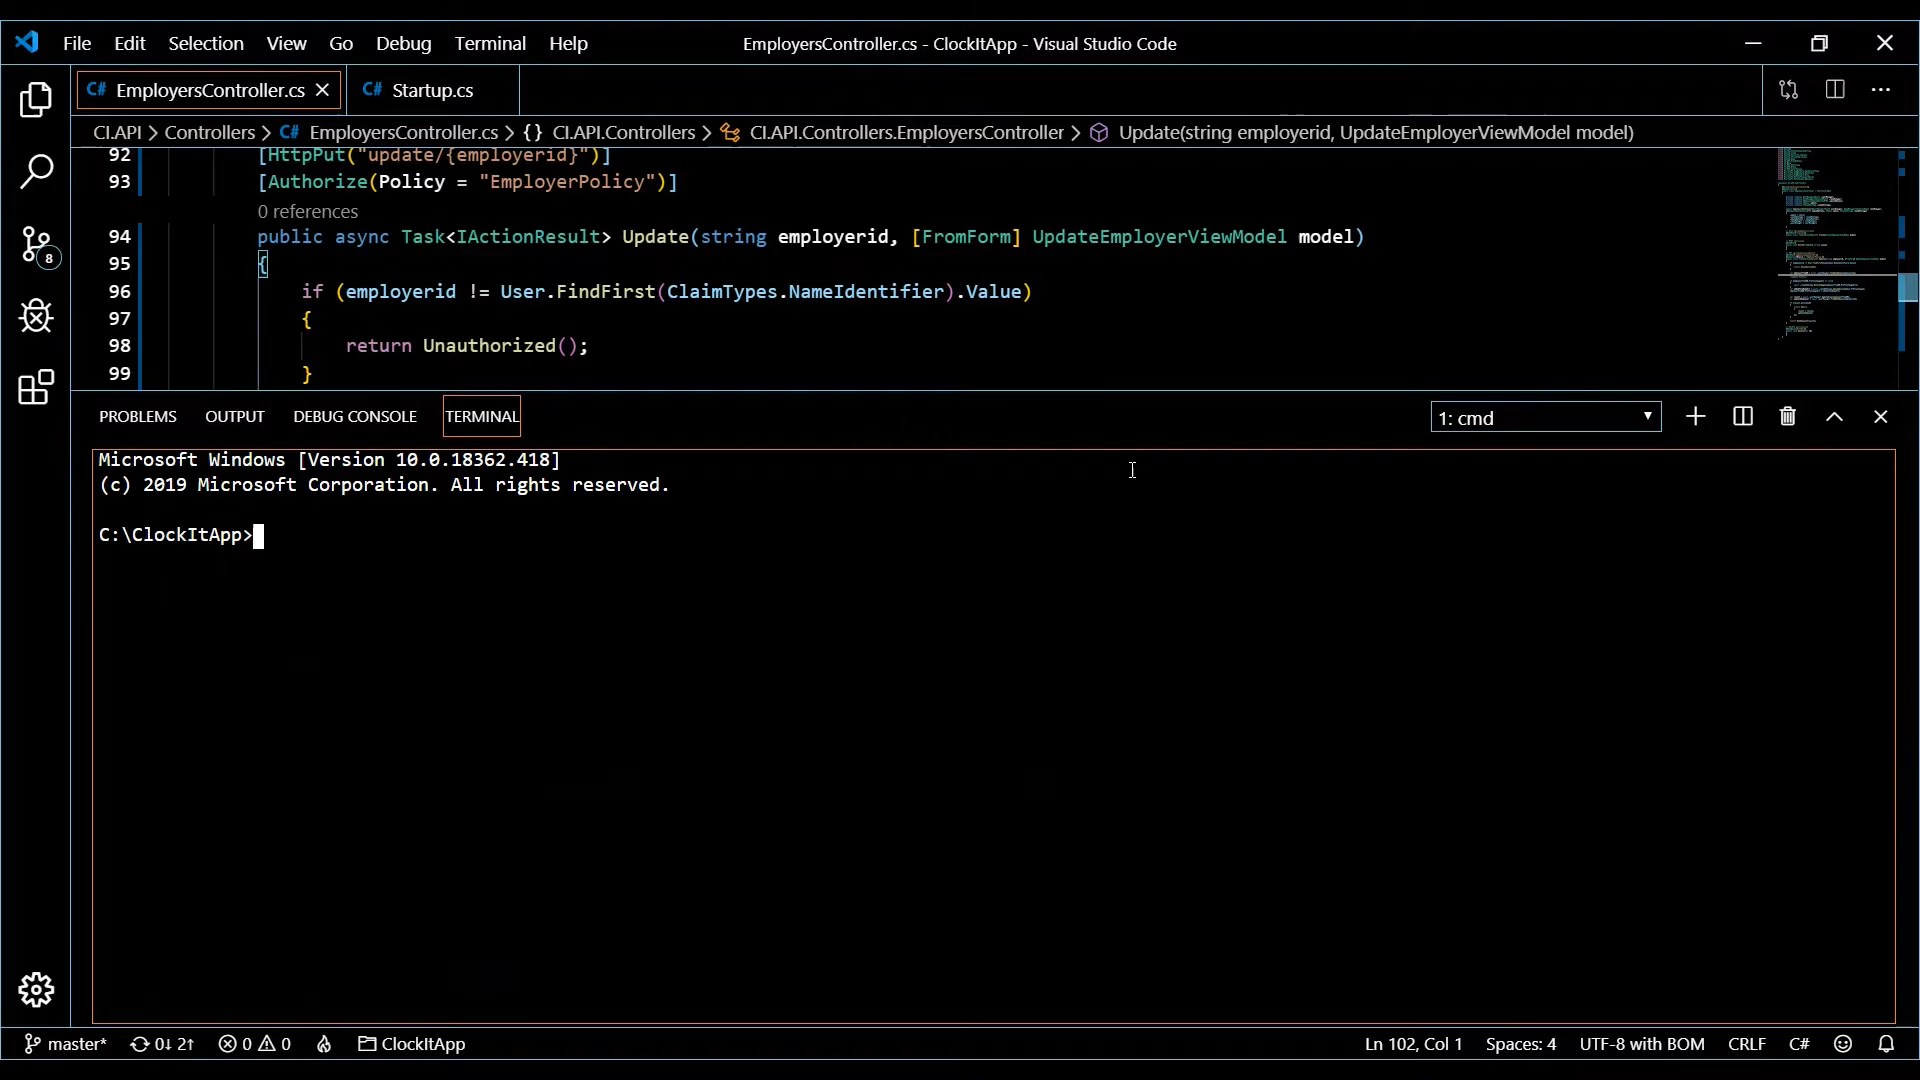 File Edit Selection View Go Debug Terminal Help EmployersController.cs - ClockItApp - Visual Studio Code
C# EmployersController.cs C# Startup.cs
CI.API > Controllers > C# EmployersController.cs > {} CI.API.Controllers > CI.API.Controllers.EmployersController > Update(string employerid, UpdateEmployerViewModel model)
92 [HttpPut("update/{employerid}")]
93 [Authorize(Policy = "EmployerPolicy")]
0 references
94 public async Task<IActionResult> Update(string employerid, [FromForm] UpdateEmployerViewModel model)
95 {
96 if (employerid != User.FindFirst(ClaimTypes.NameIdentifier).Value)
97 {
98 return Unauthorized();
99 }
8
PROBLEMS OUTPUT DEBUG CONSOLE TERMINAL 1: cmd
Microsoft Windows [Version 10.0.18362.418]
(c) 2019 Microsoft Corporation. All rights reserved.
C:\ClockItApp>
master* 0↓ 2↑ 0 0 ClockItApp Ln 102, Col 1 Spaces: 4 UTF-8 with BOM CRLF C#